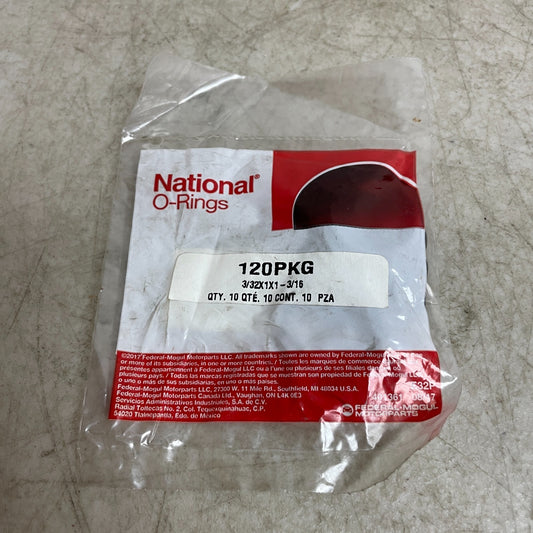 National®
O-Rings
120PKG
3/32X1X1-3/16
QTY. 10 QTÉ. 10 CONT. 10 PZA
©2017 Federal-Mogul Motorparts LLC. All trademarks shown are owned by Federal-Mogul
or more of its subsidiaries, in one or more countries. / Toutes les marques de commerce
présentées appartiennent à Federal-Mogul LLC ou à l'une ou plusieurs de ses filiales dans
plusieurs pays. / Todas las marcas registradas que se muestran son propiedad de Federal-Mogul
o uno o más de sus subsidiarias, en uno o más países.
Federal-Mogul Motorparts LLC, 27300 W. 11 Mile Rd., Southfield, MI 48034 U.S.A.
Federal-Mogul Motorparts Canada Ltd., Vaughan, ON L4K 0E3
Servicios Administrativos Industriales, S.A. de C.V.
Radial Toltecas No. 2, Col. Tequexquinahuac, C.P.
54020 Tlalnepantla, Edo. de México
FEDERAL-MOGUL
MOTORPARTS